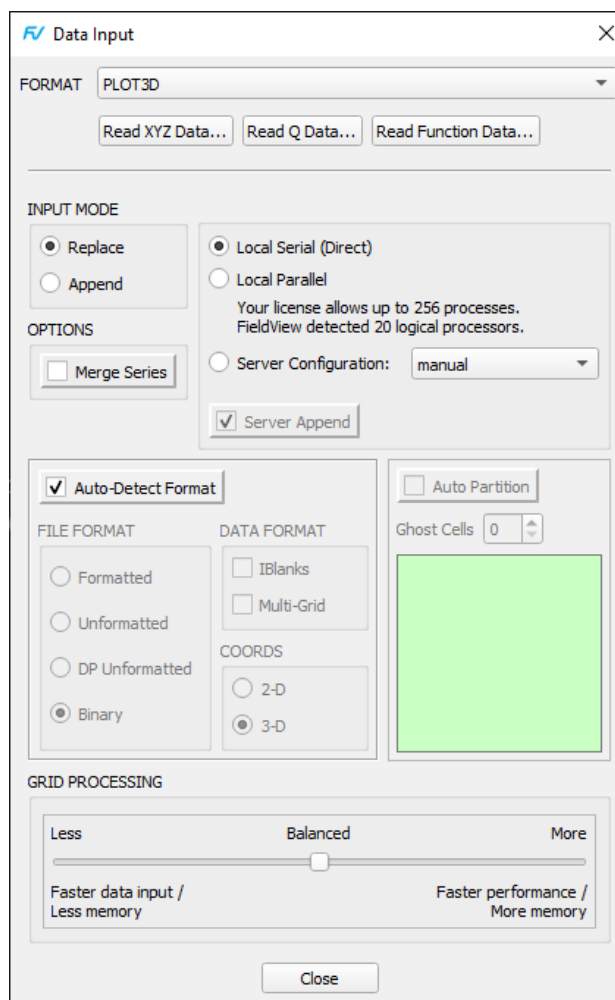 Data Input
FORMAT PLOT3D
Read XYZ Data... Read Q Data... Read Function Data...
INPUT MODE
Replace
Append
Local Serial (Direct)
Local Parallel
Your license allows up to 256 processes.
FieldView detected 20 logical processors.
OPTIONS
Merge Series
Server Configuration: manual
Server Append
Auto-Detect Format
FILE FORMAT
Formatted
Unformatted
DP Unformatted
Binary
DATA FORMAT
IBlanks
Multi-Grid
COORDS
2-D
3-D
Auto Partition
Ghost Cells 0
GRID PROCESSING
Less Balanced More
Faster data input /
Less memory
Faster performance /
More memory
Close